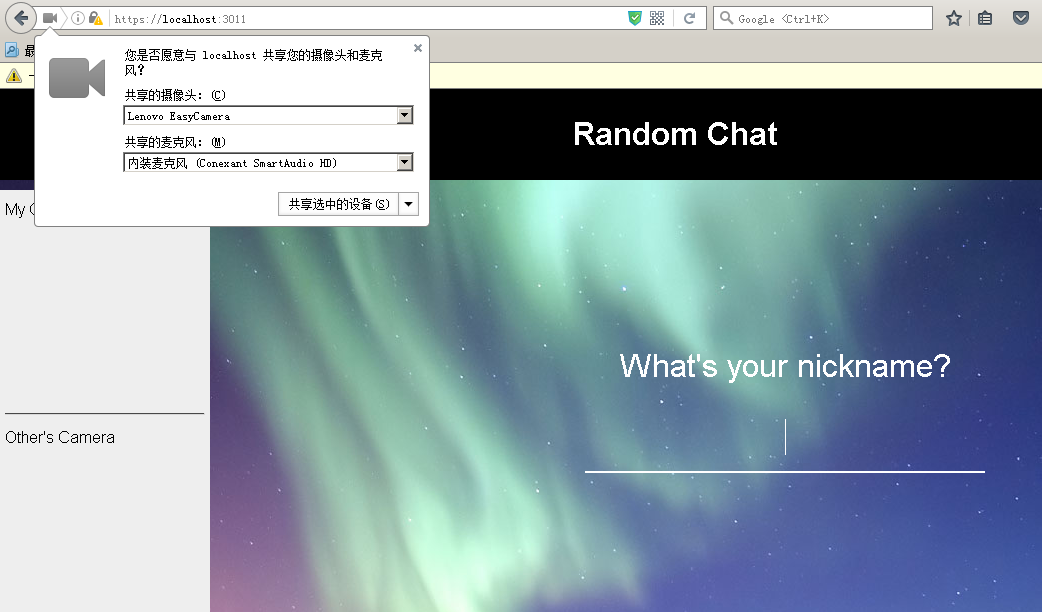 https://localhost:3011
Google <Ctrl+K>
最
您是否愿意与 localhost 共享您的摄像头和麦克
风？
共享的摄像头：(C)
Lenovo EasyCamera
共享的麦克风：(M)
内装麦克风 (Conexant SmartAudio HD)
共享选中的设备(S)
Random Chat
My
What's your nickname?
Other's Camera